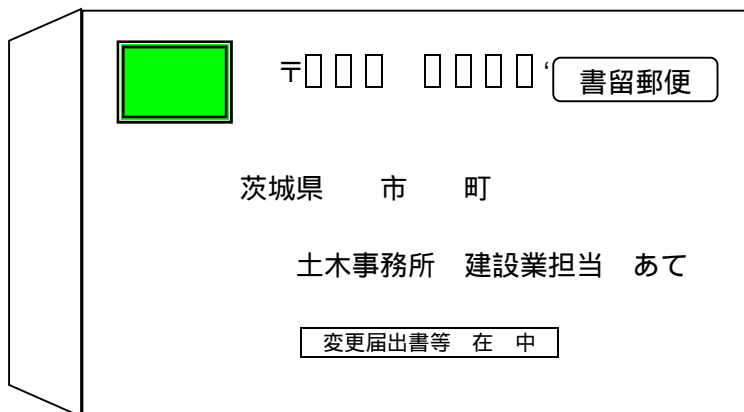 〒□□□　□□□□‘
書留郵便
茨城県　　市　　町
土木事務所　建設業担当　あて
変更届出書等　在　中